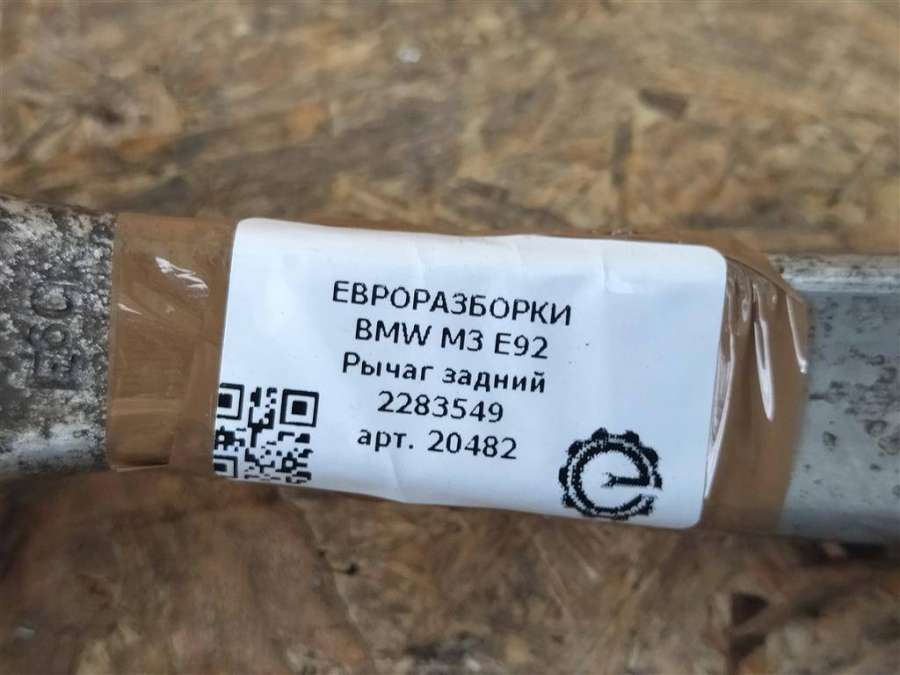 ЕВРОРАЗБОРКИ
BMW M3 E92
Рычаг задний
2283549
арт. 20482